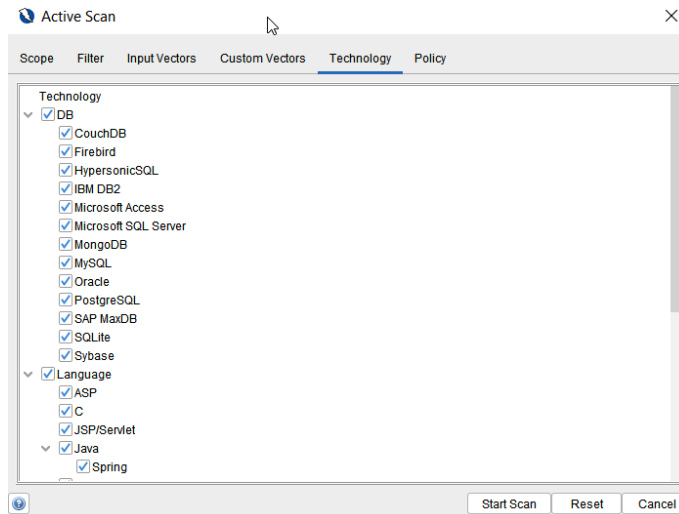 Active Scan
Scope Filter Input Vectors Custom Vectors Technology Policy
Technology
DB
CouchDB
Firebird
HypersonicSQL
IBM DB2
Microsoft Access
Microsoft SQL Server
MongoDB
MySQL
Oracle
PostgreSQL
SAP MaxDB
SQLite
Sybase
Language
ASP
C
JSP/Servlet
Java
Spring
Start Scan Reset Cancel